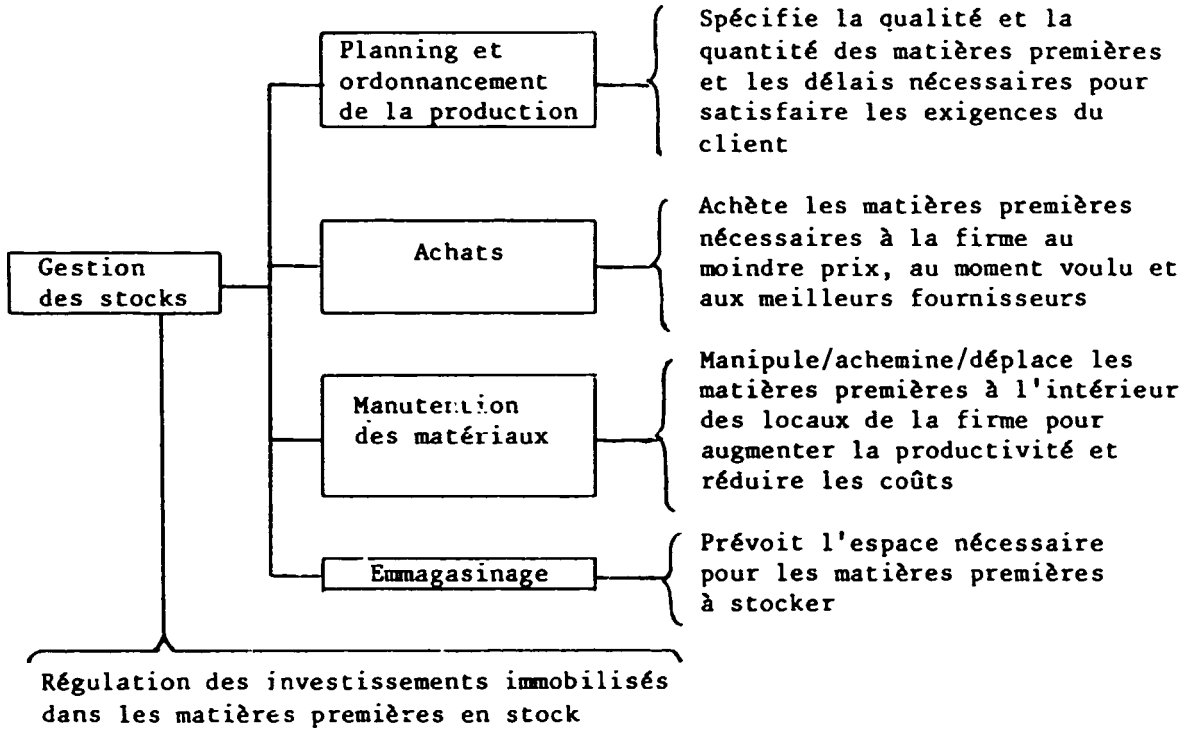 Planning et
ordonnancement
de la production
Spécifie la qualité et la
quantité des matières premières
et les délais nécessaires pour
satisfaire les exigences du
client
Gestion
des stocks
Achats
Achète les matières premières
nécessaires à la firme au
moindre prix, au moment voulu et
aux meilleurs fournisseurs
Manutention
des matériaux
Manipule/achemine/déplace les
matières premières à l'intérieur
des locaux de la firme pour
augmenter la productivité et
réduire les coûts
Emmagasinage
Prévoit l'espace nécessaire
pour les matières premières
à stocker
Régulation des investissements immobilisés
dans les matières premières en stock